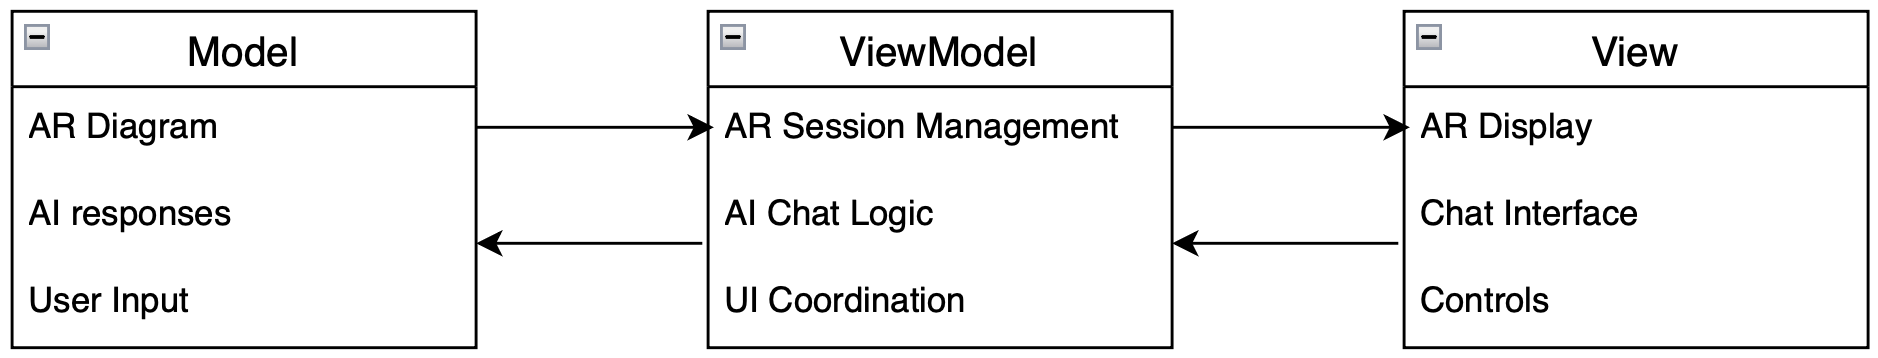 Model
AR Diagram
AI responses
User Input
ViewModel
AR Session Management
AI Chat Logic
UI Coordination
View
AR Display
Chat Interface
Controls